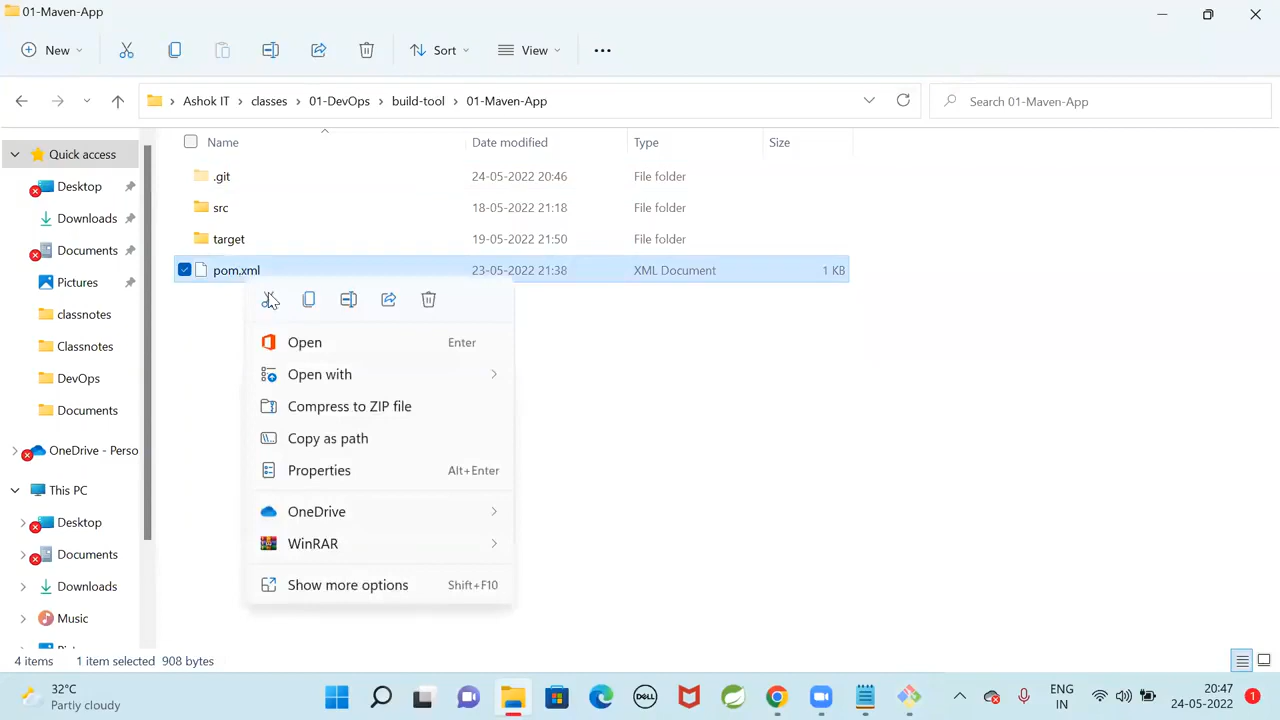 01-Maven-App
New
Sort
View
Ashok IT > classes > 01-DevOps > build-tool > 01-Maven-App
Search 01-Maven-App
Name Date modified Type Size
Quick access
Desktop
Downloads
Documents
Pictures
classnotes
Classnotes
DevOps
Documents
OneDrive - Perso
This PC
Desktop
Documents
Downloads
Music
.git 24-05-2022 20:46 File folder
src 18-05-2022 21:18 File folder
target 19-05-2022 21:50 File folder
pom.xml 23-05-2022 21:38 XML Document 1 KB
Open Enter
Open with
Compress to ZIP file
Copy as path
Properties Alt+Enter
OneDrive
WinRAR
Show more options Shift+F10
4 items 1 item selected 908 bytes
32°C
Partly cloudy
DELL
ENG
IN
20:47
24-05-2022
1